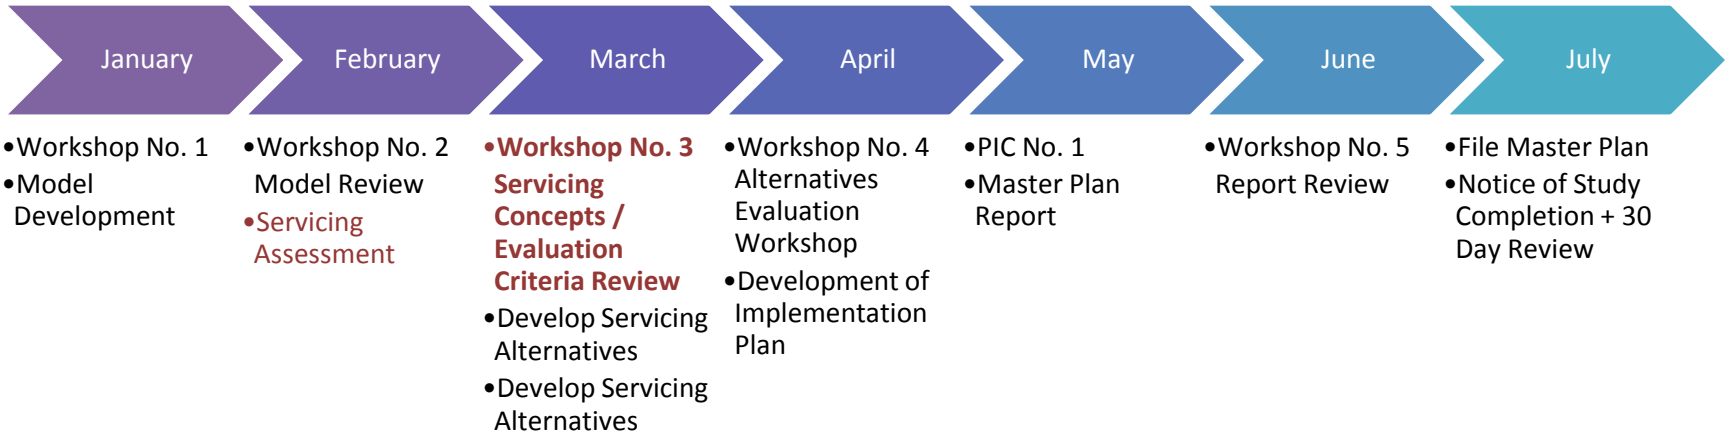 January
February
March
April
May
June
July
•Workshop No. 1
•Model
Development
•Workshop No. 2
Model Review
•Servicing
Assessment
•Workshop No. 3
Servicing
Concepts /
Evaluation
Criteria Review
•Develop Servicing
Alternatives
•Develop Servicing
Alternatives
•Workshop No. 4
Alternatives
Evaluation
Workshop
•Development of
Implementation
Plan
•PIC No. 1
•Master Plan
Report
•Workshop No. 5
Report Review
•File Master Plan
•Notice of Study
Completion + 30
Day Review